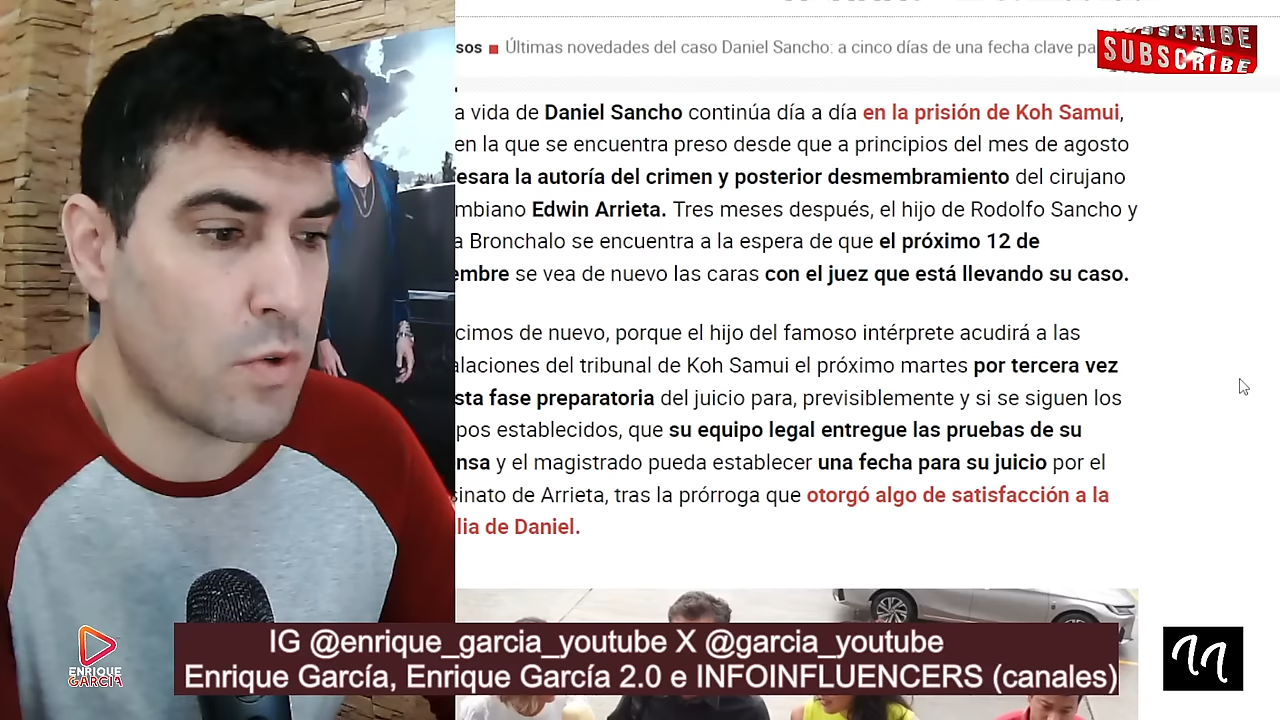 sos ■ Últimas novedades del caso Daniel Sancho: a cinco días de una fecha clave pa
SUBSCRIBE
SUBSCRIBE
a vida de Daniel Sancho continúa día a día en la prisión de Koh Samui,
en la que se encuentra preso desde que a principios del mes de agosto
esara la autoría del crimen y posterior desmembramiento del cirujano
mbiano Edwin Arrieta. Tres meses después, el hijo de Rodolfo Sancho y
a Bronchalo se encuentra a la espera de que el próximo 12 de
embre se vea de nuevo las caras con el juez que está llevando su caso.
cimos de nuevo, porque el hijo del famoso intérprete acudirá a las
alaciones del tribunal de Koh Samui el próximo martes por tercera vez
sta fase preparatoria del juicio para, previsiblemente y si se siguen los
pos establecidos, que su equipo legal entregue las pruebas de su
nsa y el magistrado pueda establecer una fecha para su juicio por el
sinato de Arrieta, tras la prórroga que otorgó algo de satisfacción a la
lia de Daniel.
IG @enrique_garcia_youtube X @garcia_youtube
Enrique García, Enrique García 2.0 e INFOINFLUENCERS (canales)
ENRIQUE
GARCÍA